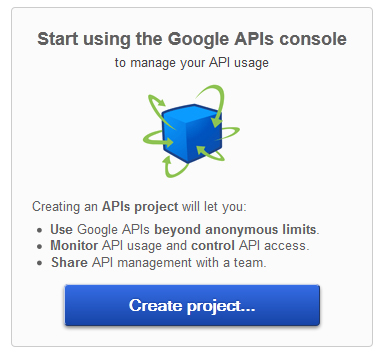 Start using the Google APIs console
to manage your API usage
Creating an APIs project will let you:
• Use Google APIs beyond anonymous limits.
• Monitor API usage and control API access.
• Share API management with a team.
Create project...